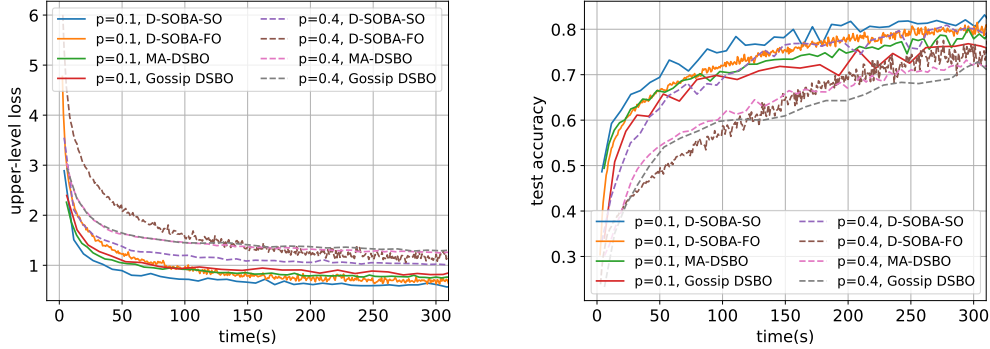 6
5
4
3
2
1
upper-level loss
p=0.1, D-SOBA-SO
p=0.1, D-SOBA-FO
p=0.1, MA-DSBO
p=0.1, Gossip DSBO
p=0.4, D-SOBA-SO
p=0.4, D-SOBA-FO
p=0.4, MA-DSBO
p=0.4, Gossip DSBO
0 50 100 150 200 250 300
time(s)
0.8
0.7
0.6
0.5
0.4
0.3
test accuracy
p=0.1, D-SOBA-SO
p=0.1, D-SOBA-FO
p=0.1, MA-DSBO
p=0.1, Gossip DSBO
p=0.4, D-SOBA-SO
p=0.4, D-SOBA-FO
p=0.4, MA-DSBO
p=0.4, Gossip DSBO
0 50 100 150 200 250 300
time(s)